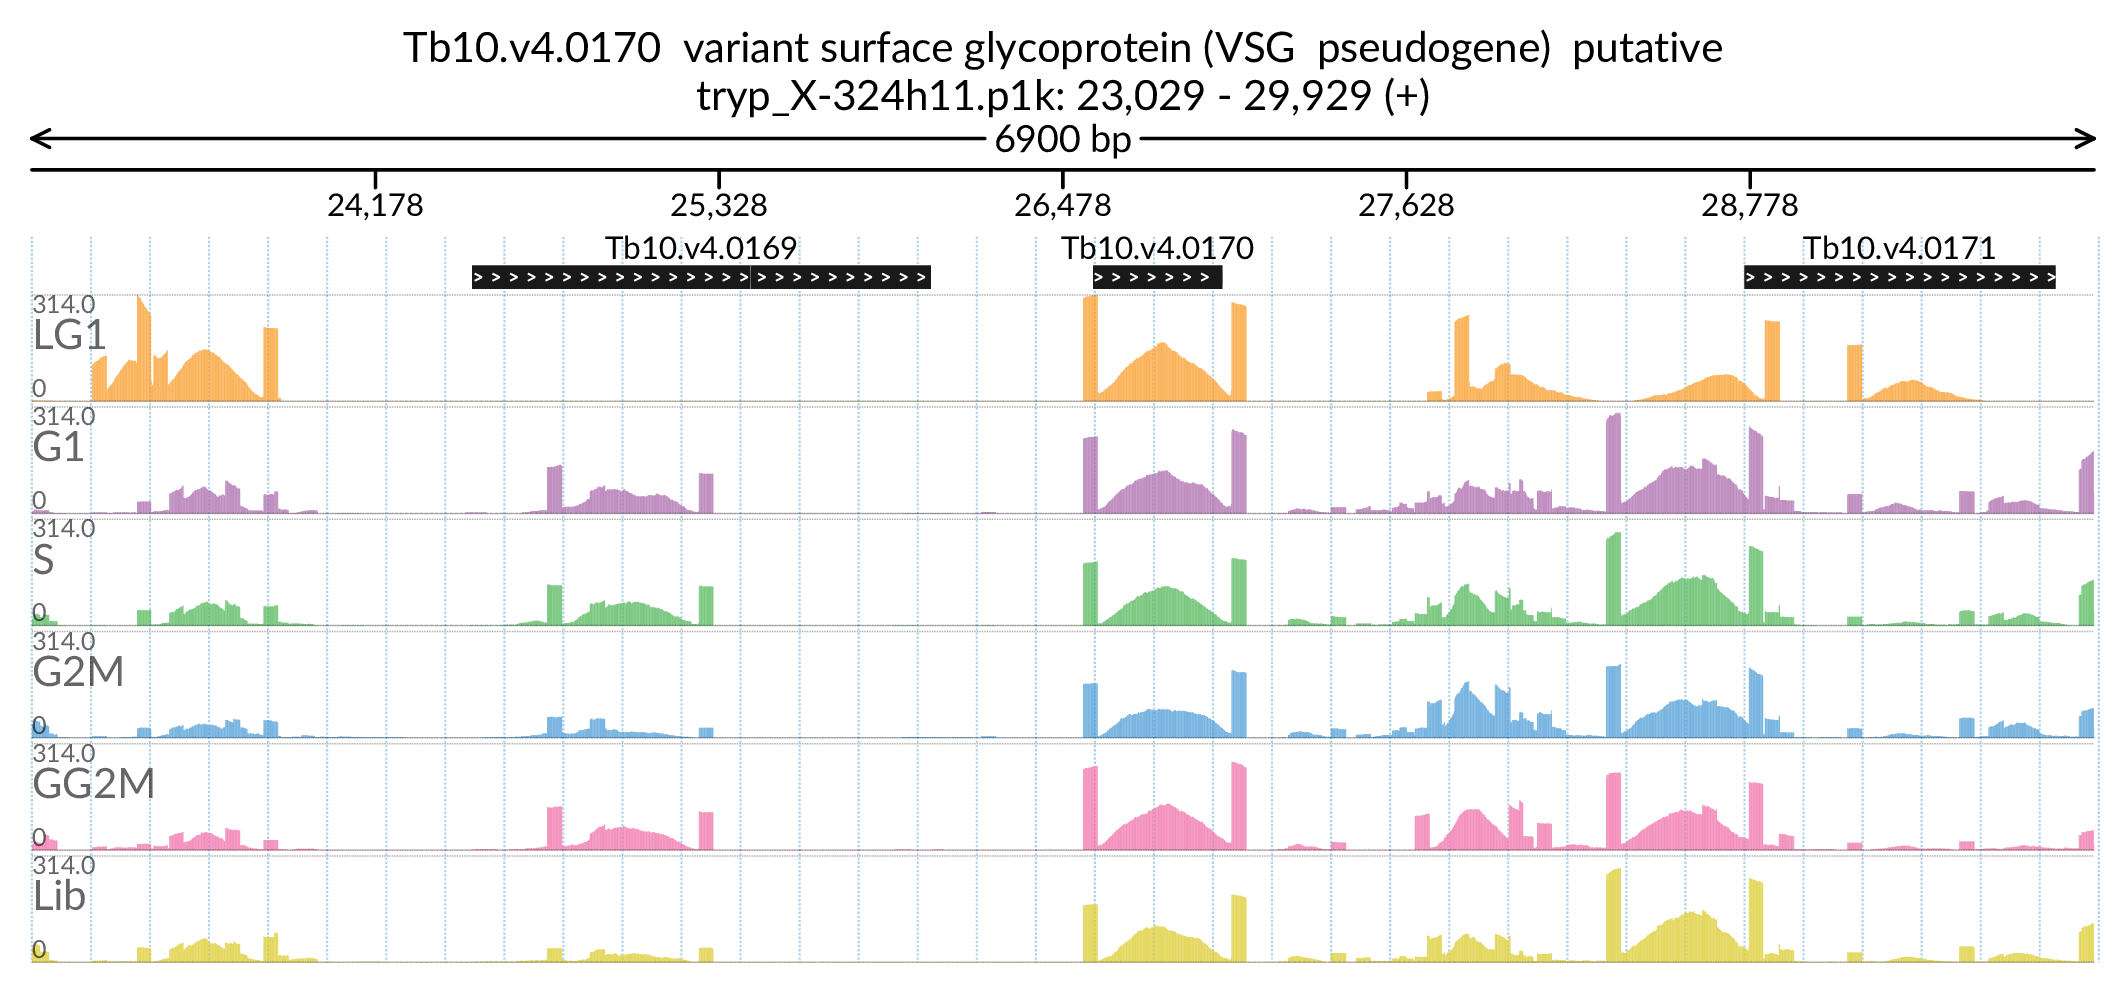 Tb10.v4.0170 variant surface glycoprotein (VSG pseudogene) putative
tryp_X-324h11.p1k: 23,029 - 29,929 (+)
6900 bp
24,178 25,328 26,478 27,628 28,778
Tb10.v4.0169 Tb10.v4.0170 Tb10.v4.0171
314.0
LG1
0
314.0
G1
0
314.0
S
0
314.0
G2M
0
314.0
GG2M
0
314.0
Lib
0